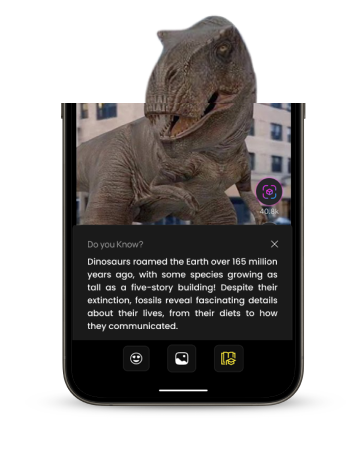 40.8k
Do you Know?
Dinosaurs roamed the Earth over 165 million
years ago, with some species growing as
tall as a five-story building! Despite their
extinction, fossils reveal fascinating details
about their lives, from their diets to how
they communicated.